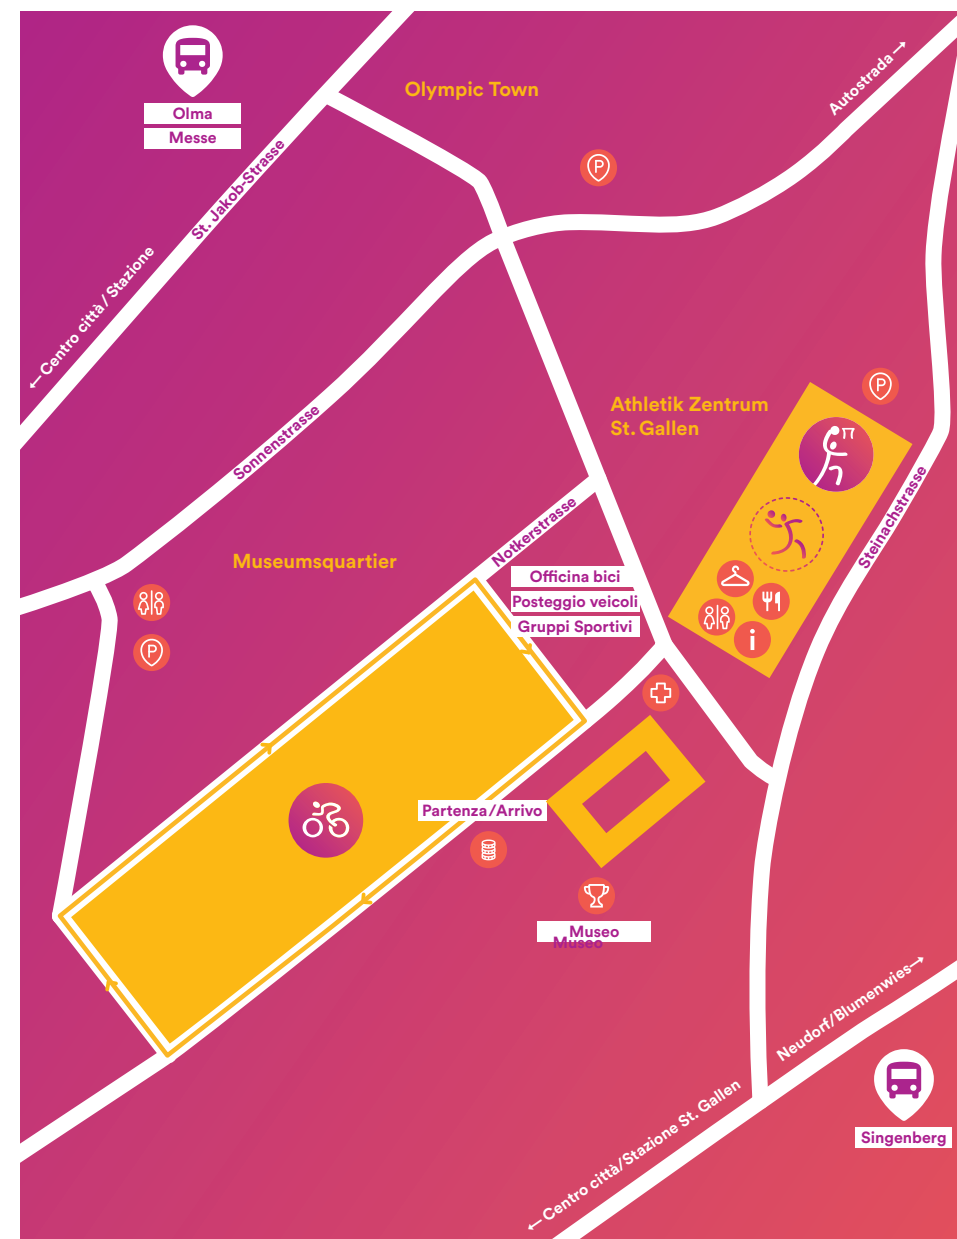 Olma
Messe
Olympic Town
Autostrada →
P
St. Jakob-Strasse
← Centro città / Stazione
P
Athletik Zentrum
St. Gallen
Sonnenstrasse
Steinachstrasse
Notkerstrasse
Museumsquartier
Officina bici
Posteggio veicoli
Gruppi Sportivi
P
i
Partenza/Arrivo
Museo
Museo
Neudorf/Blumenwies →
← Centro città/Stazione St. Gallen
Singenberg